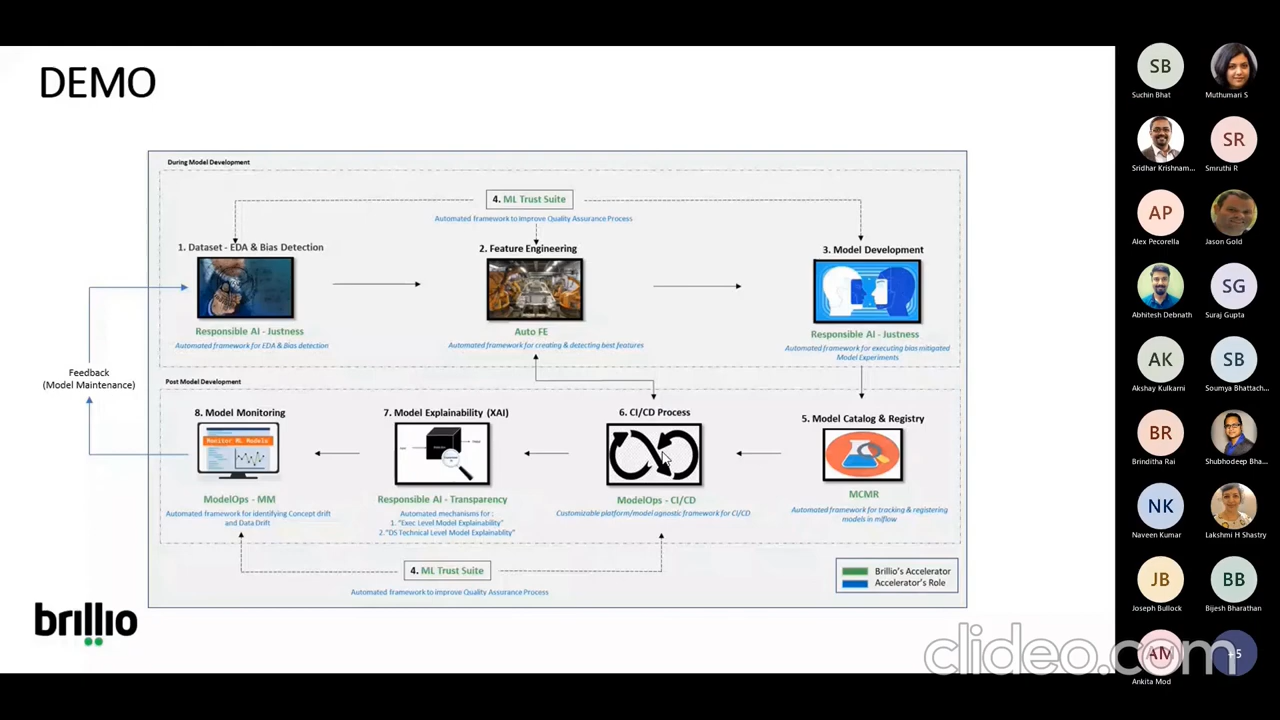 DEMO
During Model Development
4. ML Trust Suite
Automated framework to Improve Quality Assurance Process
1. Dataset - EDA & Bias Detection
2. Feature Engineering
3. Model Development
Responsible AI - Justness
Automated framework for EDA & Bias detection
Auto FE
Automated framework for creating & detecting best features
Responsible AI - Justness
Automated framework for executing bias mitigated
Model Experiments
Feedback
(Model Maintenance)
Post Model Development
8. Model Monitoring
7. Model Explainability (XAI)
6. CI/CD Process
5. Model Catalog & Registry
Monitor ML Models
ModelOps - MM
Automated framework for identifying Concept drift
and Data Drift
Responsible AI - Transparency
Automated mechanisms for :
1. "Exec Level Model Explainability"
2."DS Technical Level Model Explainablity"
ModelOps - CI/CD
Customizable platform/model agnostic framework for CI/CD
MCMR
Automated framework for tracking & registering
models in mlflow
4. ML Trust Suite
Automated framework to improve Quality Assurance Process
Brillio's Accelerator
Accelerator's Role
brillio
clideo.com
SB
Suchin Bhat
Muthumari S
Sridhar Krishnam...
SR
Smruthi R
AP
Alex Pecorella
Jason Gold
Abhitesh Debnath
SG
Suraj Gupta
AK
Akshay Kulkarni
SB
Soumya Bhattach...
BR
Brinditha Rai
Shubhodeep Bha...
NK
Naveen Kumar
Lakshmi H Shastry
JB
Joseph Bullock
BB
Bijesh Bharathan
AM
Ankita Mod
+5